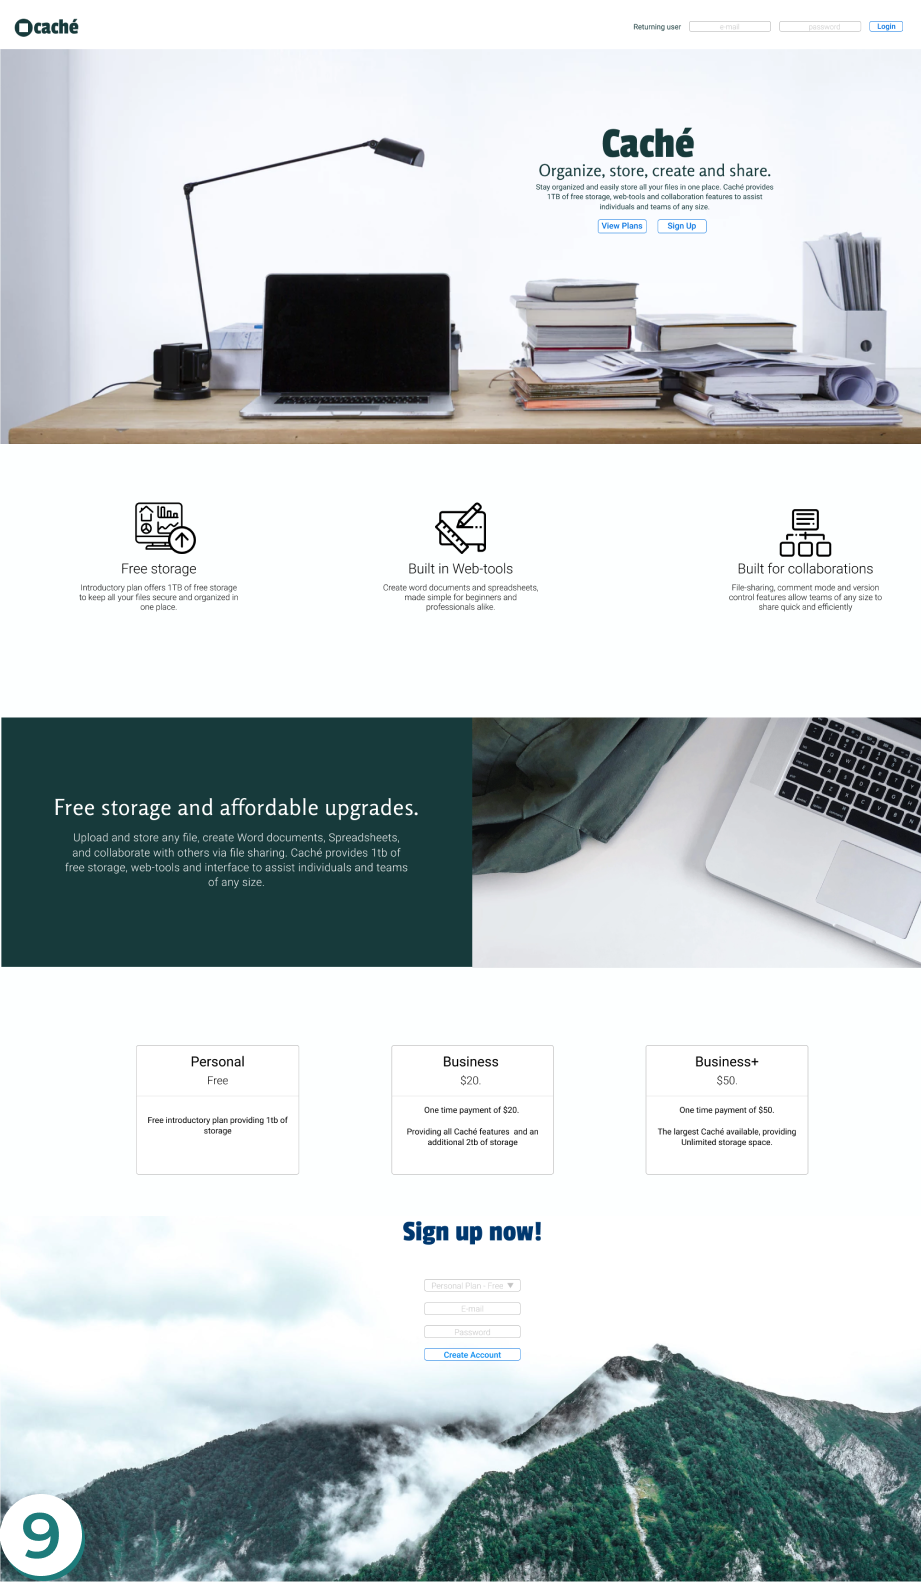 caché
Returning user
e-mail
password
Login
Caché
Organize, store, create and share.
Stay organized and easily store all your files in one place. Caché provides
1TB of free storage, web-tools and collaboration features to assist
individuals and teams of any size.
View Plans
Sign Up
Free storage
Introductory plan offers 1TB of free storage
to keep all your files secure and organized in
one place.
Built in Web-tools
Create word documents and spreadsheets,
made simple for beginners and
professionals alike.
Built for collaborations
File-sharing, comment mode and version
control features allow teams of any size to
share quick and efficiently
Free storage and affordable upgrades.
Upload and store any file, create Word documents, Spreadsheets,
and collaborate with others via file sharing. Caché provides 1tb of
free storage, web-tools and interface to assist individuals and teams
of any size.
Personal
Free
Free introductory plan providing 1tb of
storage
Business
$20.
One time payment of $20.
Providing all Caché features and an
additional 2tb of storage
Business+
$50.
One time payment of $50.
The largest Caché available, providing
Unlimited storage space.
Sign up now!
Personal Plan - Free
E-mail
Password
Create Account
9